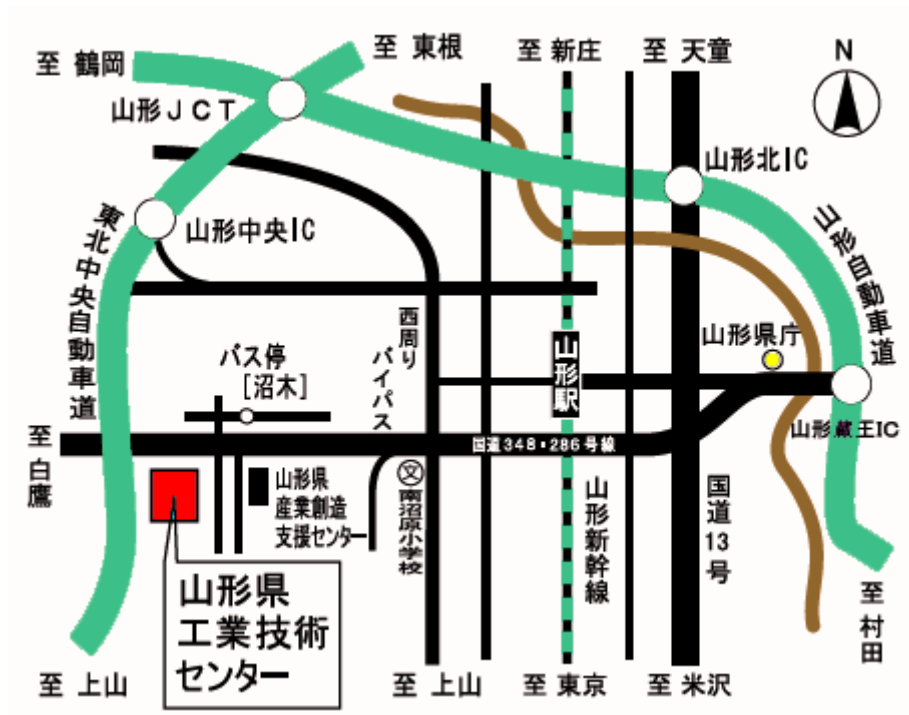 至 鶴岡
至 東根
至 新庄
至 天童
N
山形JCT
山形北IC
山形中央IC
東北中央自動車道
山形自動車道
西周り
バイパス
バス停
[沼木]
山形駅
山形県庁
山形蔵王IC
至 白鷹
国道348・286号線
山形県
産業創造
支援センター
文
南沼原小学校
山形新幹線
国道13号
山形県
工業技術
センター
至 村田
至 上山
至 上山
至 東京
至 米沢